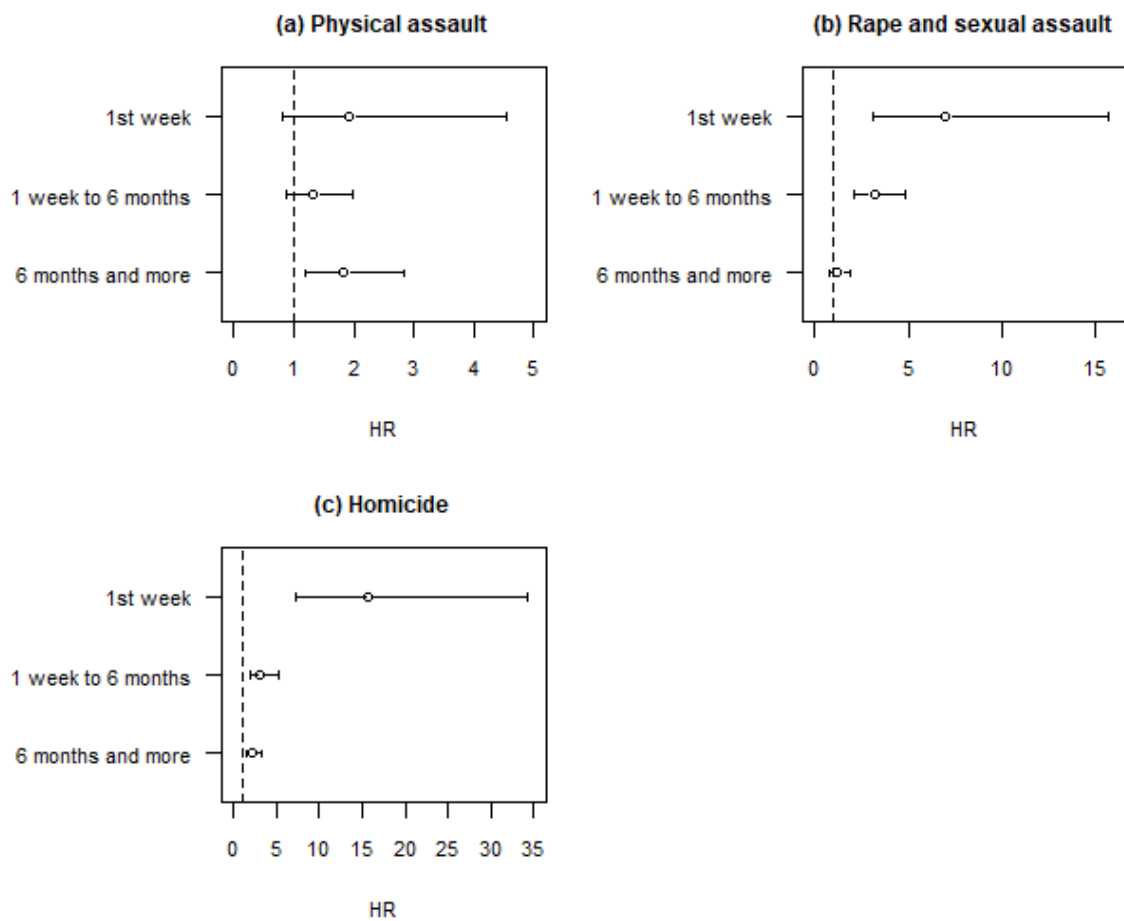 (a) Physical assault
1st week
1 week to 6 months
6 months and more
0 1 2 3 4 5
HR
(b) Rape and sexual assault
1st week
1 week to 6 months
6 months and more
0 5 10 15
HR
(c) Homicide
1st week
1 week to 6 months
6 months and more
0 5 10 15 20 25 30 35
HR